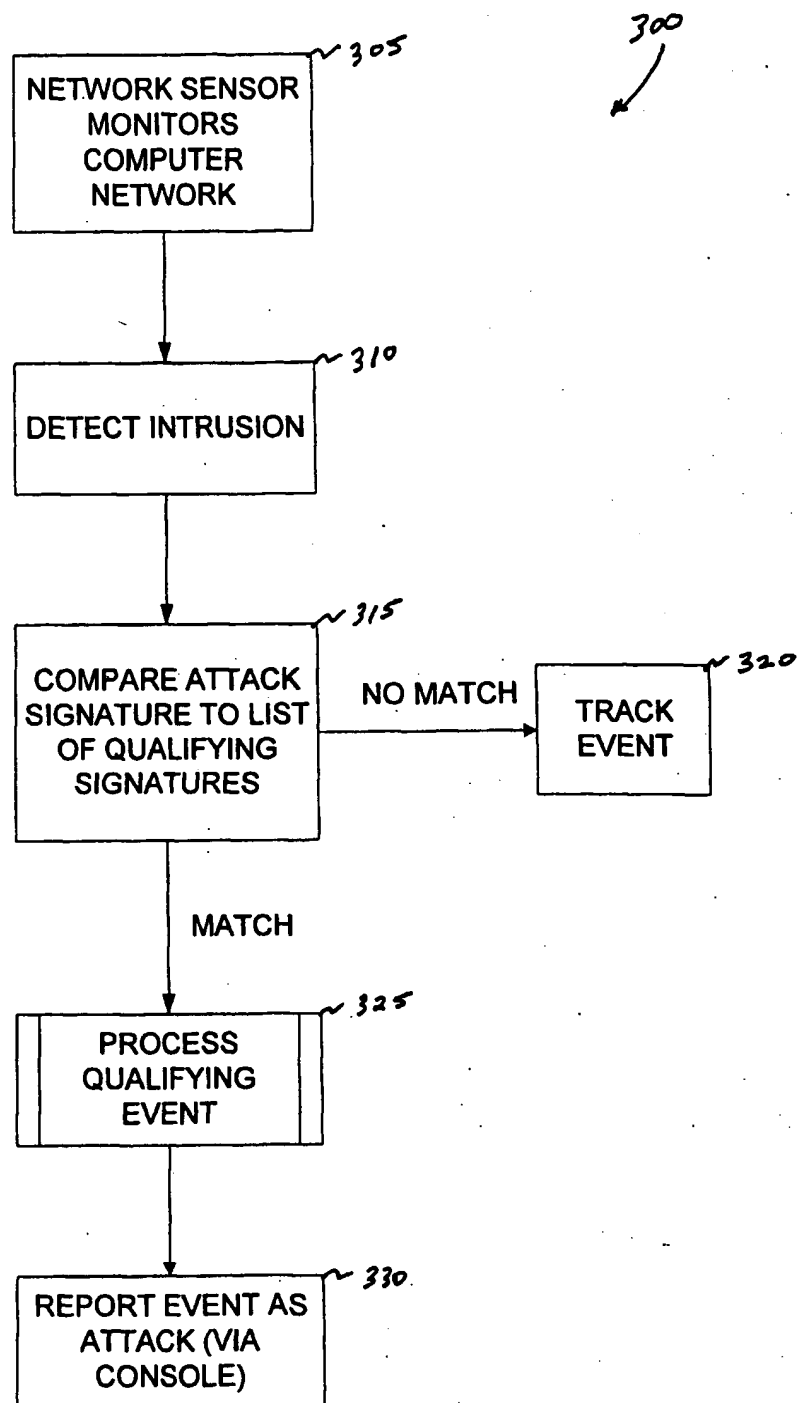 300
305
NETWORK SENSOR
MONITORS
COMPUTER
NETWORK
310
DETECT INTRUSION
315
COMPARE ATTACK
SIGNATURE TO LIST
OF QUALIFYING
SIGNATURES
NO MATCH
320
TRACK
EVENT
MATCH
325
PROCESS
QUALIFYING
EVENT
330
REPORT EVENT AS
ATTACK (VIA
CONSOLE)